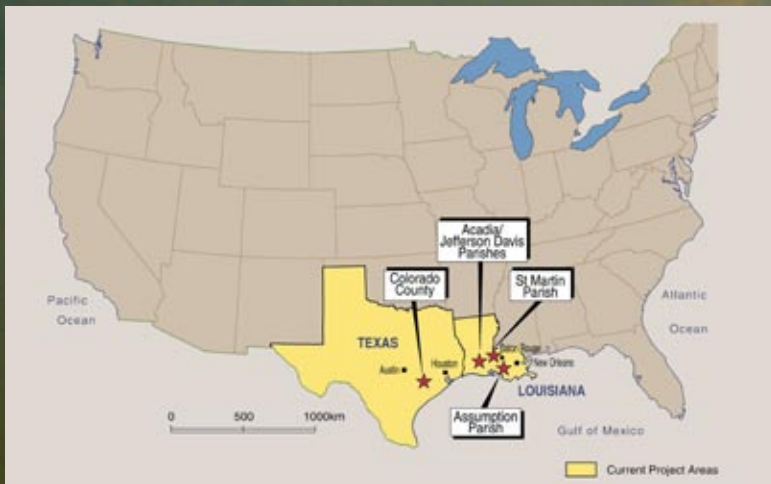 Acadia/
Jefferson Davis
Parishes
Colorado
County
St Martin
Parish
Pacific
Ocean
Atlantic
Ocean
TEXAS
Austin
Houston
Baton Rouge
New Orleans
LOUISIANA
Assumption
Parish
0 500 1000km
Gulf of Mexico
Current Project Areas